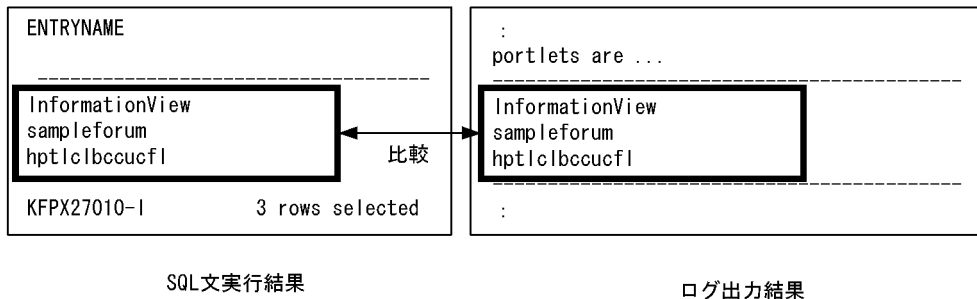 ENTRYNAME
InformationView
sampleforum
hptlclbccucfl
KFPX27010-I 3 rows selected
比較
:
portlets are ...
InformationView
sampleforum
hptlclbccucfl
:
SQL文実行結果
ログ出力結果